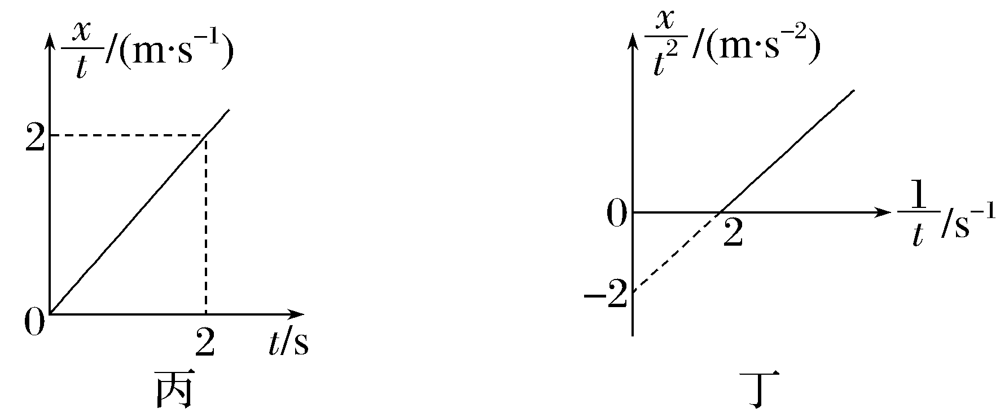 x/t/(m·s⁻¹)
2
0
2
t/s
丙
x/t²/(m·s⁻²)
0
2
1/t/s⁻¹
−2
丁